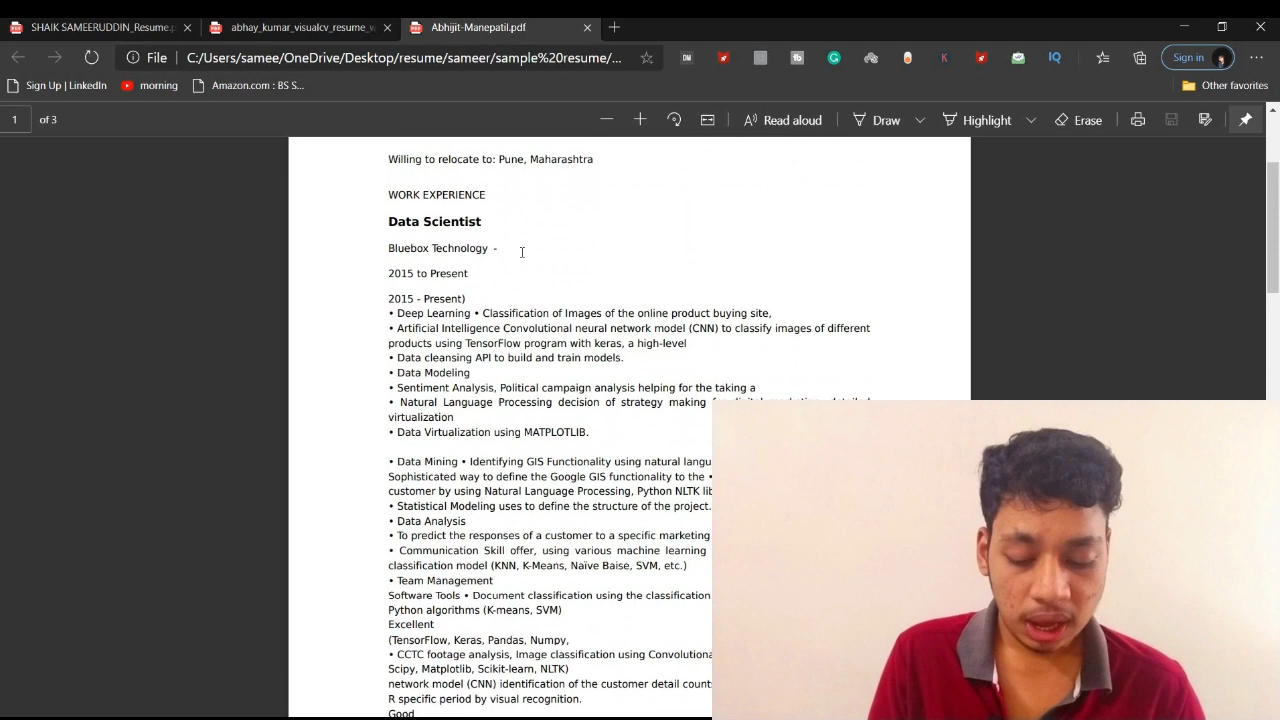 SHAIK SAMEERUDDIN_Resume.
abhay_kumar_visualcv_resume_
Abhijit-Manepatil.pdf
File
C:/Users/samee/OneDrive/Desktop/resume/sameer/sample%20resume/...
Sign in
Sign Up | LinkedIn
morning
Amazon.com : BS S...
Other favorites
1 of 3
Read aloud
Draw
Highlight
Erase
Willing to relocate to: Pune, Maharashtra
WORK EXPERIENCE
Data Scientist
Bluebox Technology -
2015 to Present
2015 - Present)
• Deep Learning • Classification of Images of the online product buying site,
• Artificial Intelligence Convolutional neural network model (CNN) to classify images of different
products using TensorFlow program with keras, a high-level
• Data cleansing API to build and train models.
• Data Modeling
• Sentiment Analysis, Political campaign analysis helping for the taking a
• Natural Language Processing decision of strategy making
virtualization
• Data Virtualization using MATPLOTLIB.
• Data Mining • Identifying GIS Functionality using natural langu
Sophisticated way to define the Google GIS functionality to the •
customer by using Natural Language Processing, Python NLTK lib
• Statistical Modeling uses to define the structure of the project.
• Data Analysis
• To predict the responses of a customer to a specific marketing
• Communication Skill offer, using various machine learning
classification model (KNN, K-Means, Naïve Baise, SVM, etc.)
• Team Management
Software Tools • Document classification using the classification
Python algorithms (K-means, SVM)
Excellent
(TensorFlow, Keras, Pandas, Numpy,
• CCTC footage analysis, Image classification using Convolutiona
Scipy, Matplotlib, Scikit-learn, NLTK)
network model (CNN) identification of the customer detail count
R specific period by visual recognition.
Good